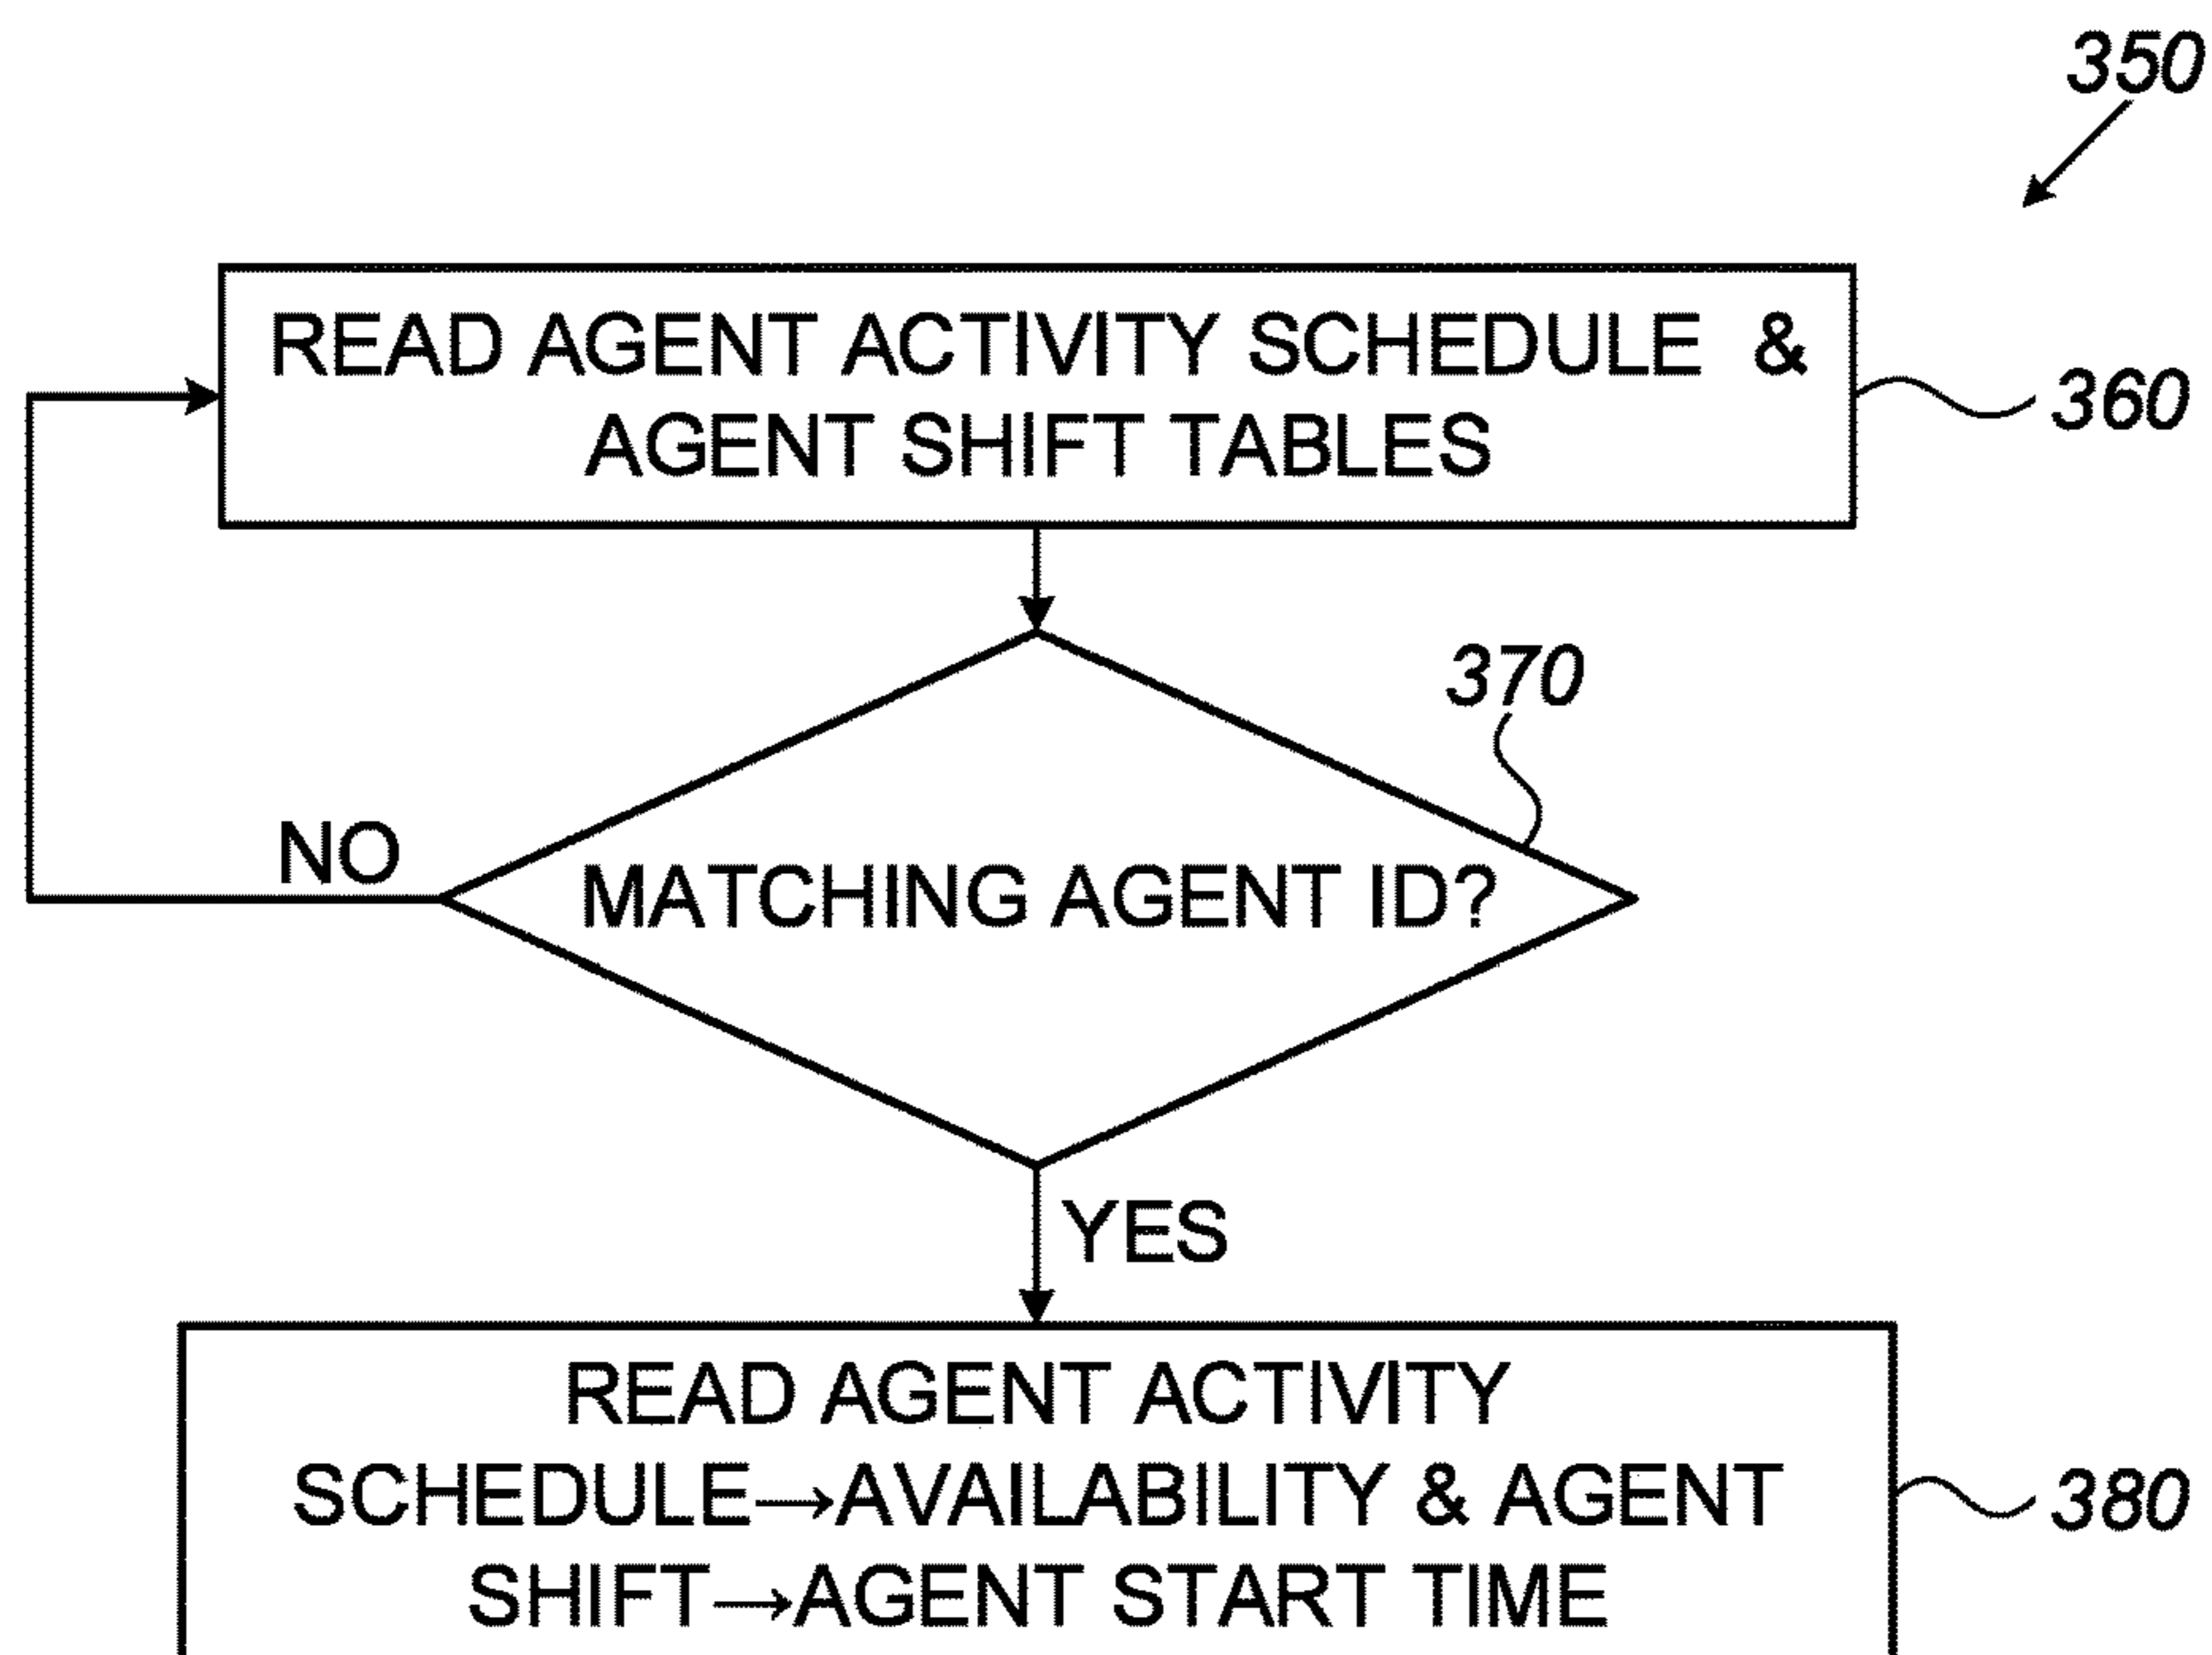 350
READ AGENT ACTIVITY SCHEDULE &
AGENT SHIFT TABLES
360
370
NO
MATCHING AGENT ID?
YES
READ AGENT ACTIVITY
SCHEDULE→AVAILABILITY & AGENT
SHIFT→AGENT START TIME
380